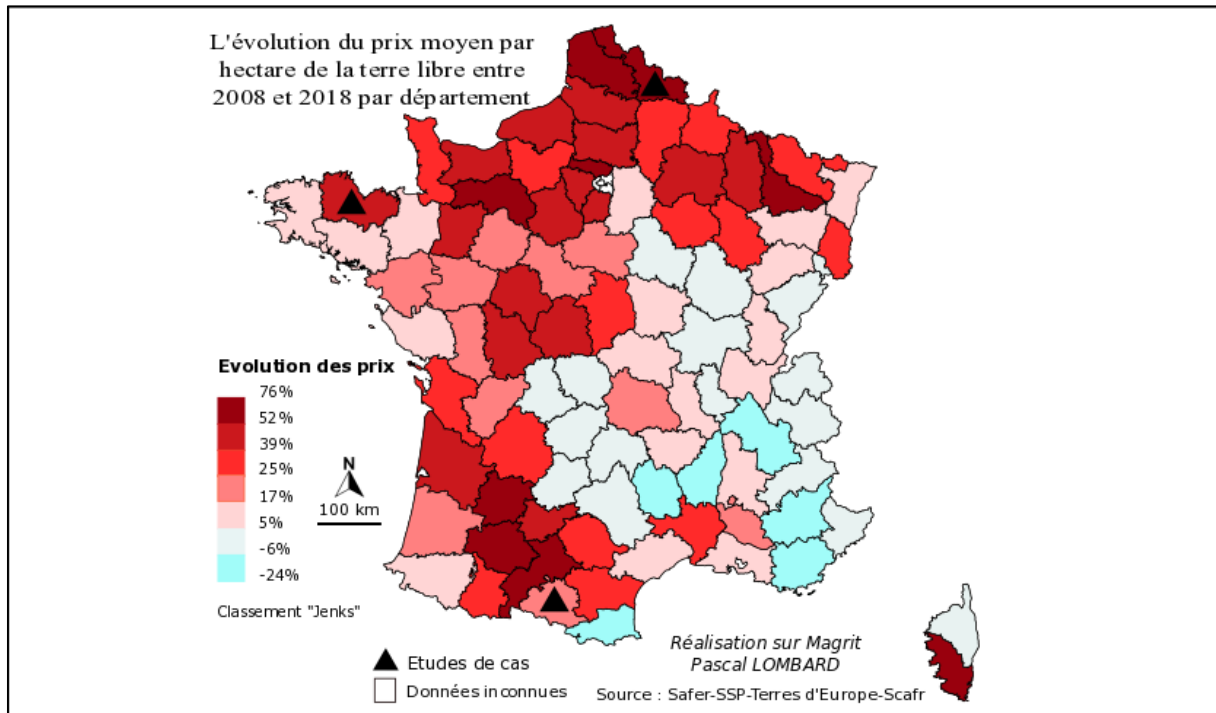 L'évolution du prix moyen par
hectare de la terre libre entre
2008 et 2018 par département
Evolution des prix
76%
52%
39%
25%
17%
5%
-6%
-24%
N
100 km
Classement "Jenks"
Etudes de cas
Données inconnues
Réalisation sur Magrit
Pascal LOMBARD
Source : Safer-SSP-Terres d'Europe-Scafr